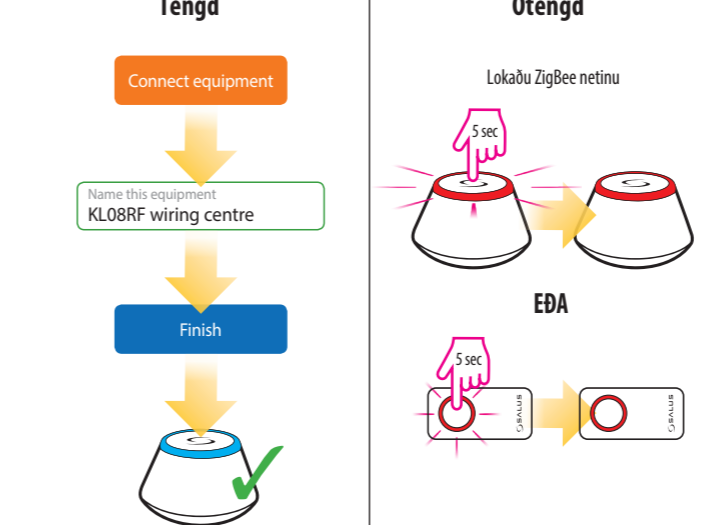 Tengd
Connect equipment
Name this equipment
KL08RF wiring centre
Finish
Ótengd
Lokaðu ZigBee netinu
5 sec
EÐA
5 sec
SALUS
SALUS